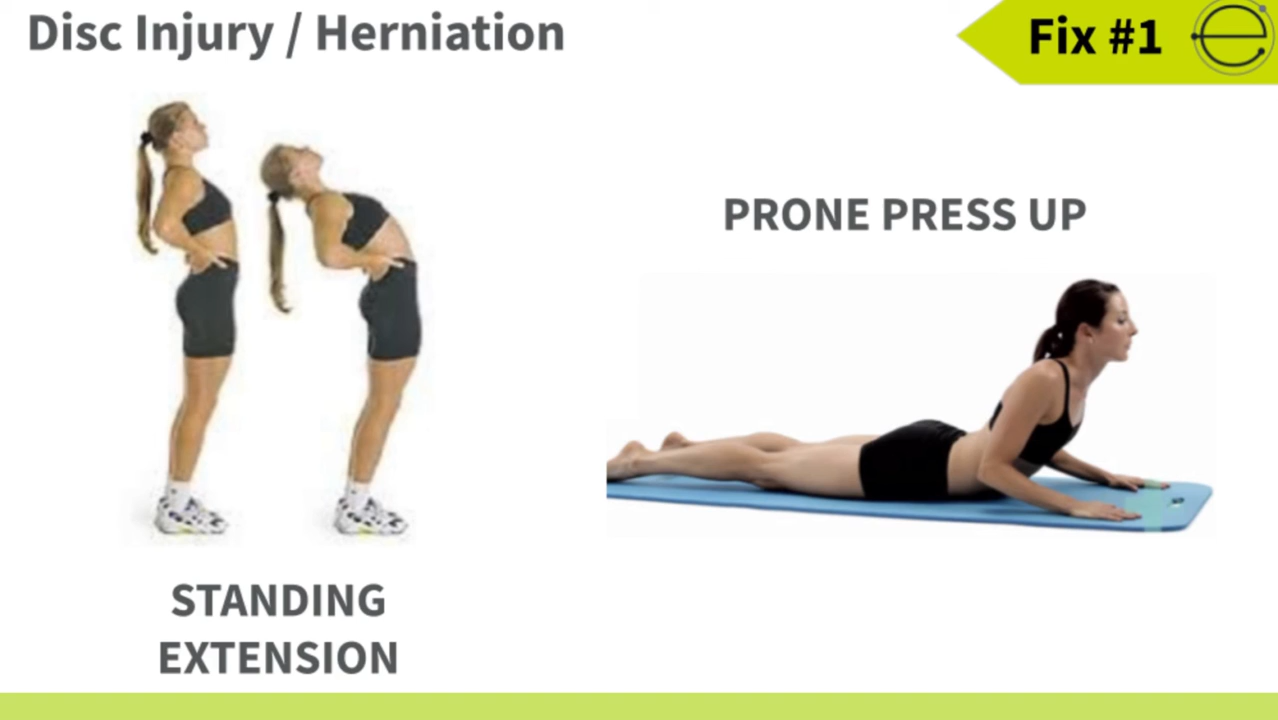 Disc Injury / Herniation
Fix #1
PRONE PRESS UP
STANDING
EXTENSION